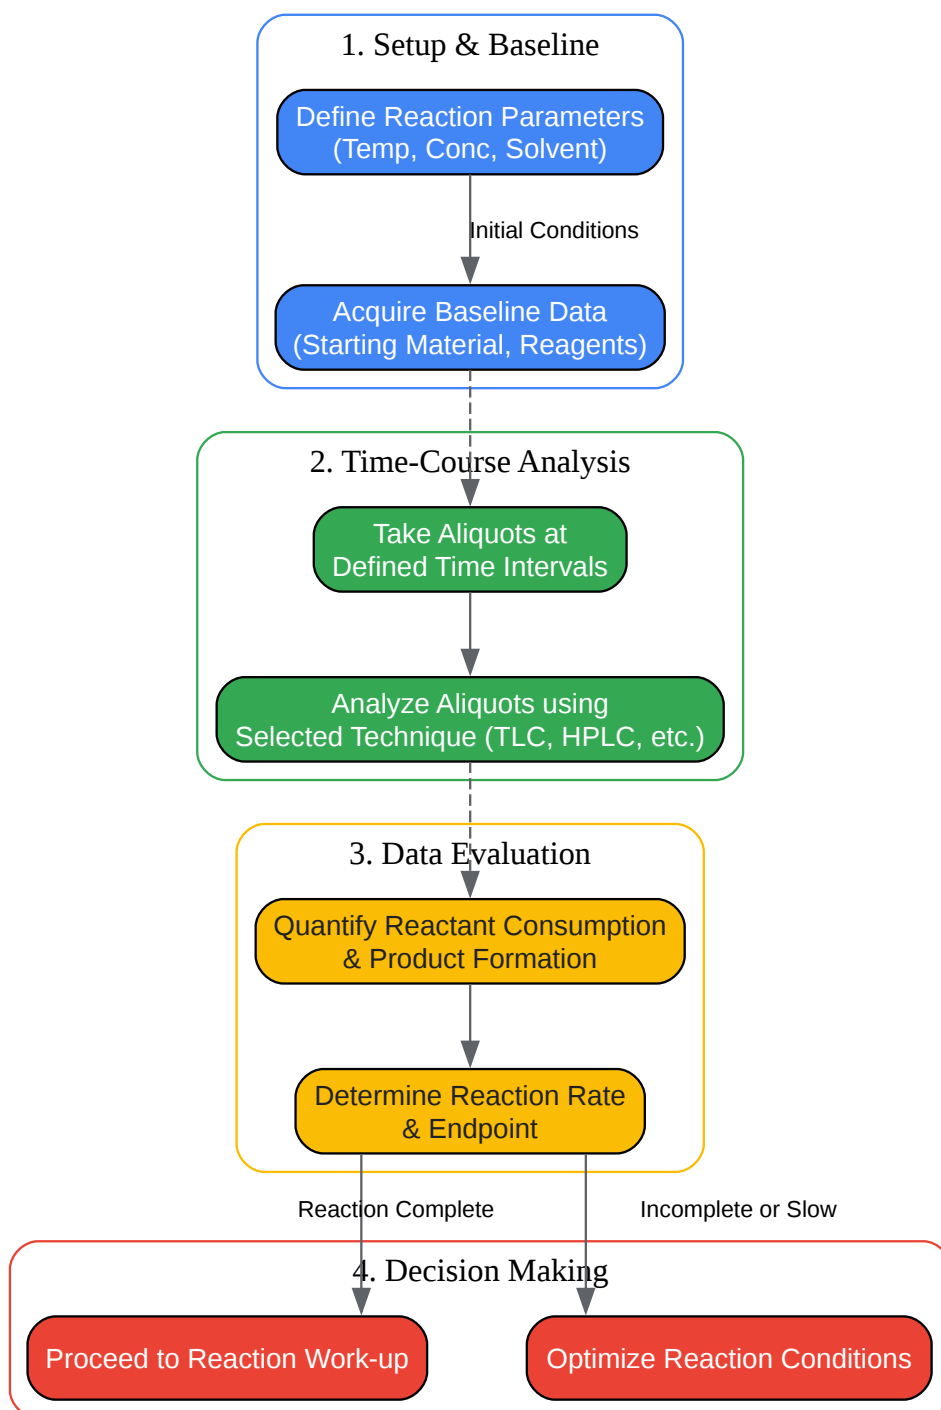 1. Setup & Baseline
Define Reaction Parameters
(Temp, Conc, Solvent)
Initial Conditions
Acquire Baseline Data
(Starting Material, Reagents)
2. Time-Course Analysis
Take Aliquots at
Defined Time Intervals
Analyze Aliquots using
Selected Technique (TLC, HPLC, etc.)
3. Data Evaluation
Quantify Reactant Consumption
& Product Formation
Determine Reaction Rate
& Endpoint
Reaction Complete
Incomplete or Slow
4. Decision Making
Proceed to Reaction Work-up
Optimize Reaction Conditions